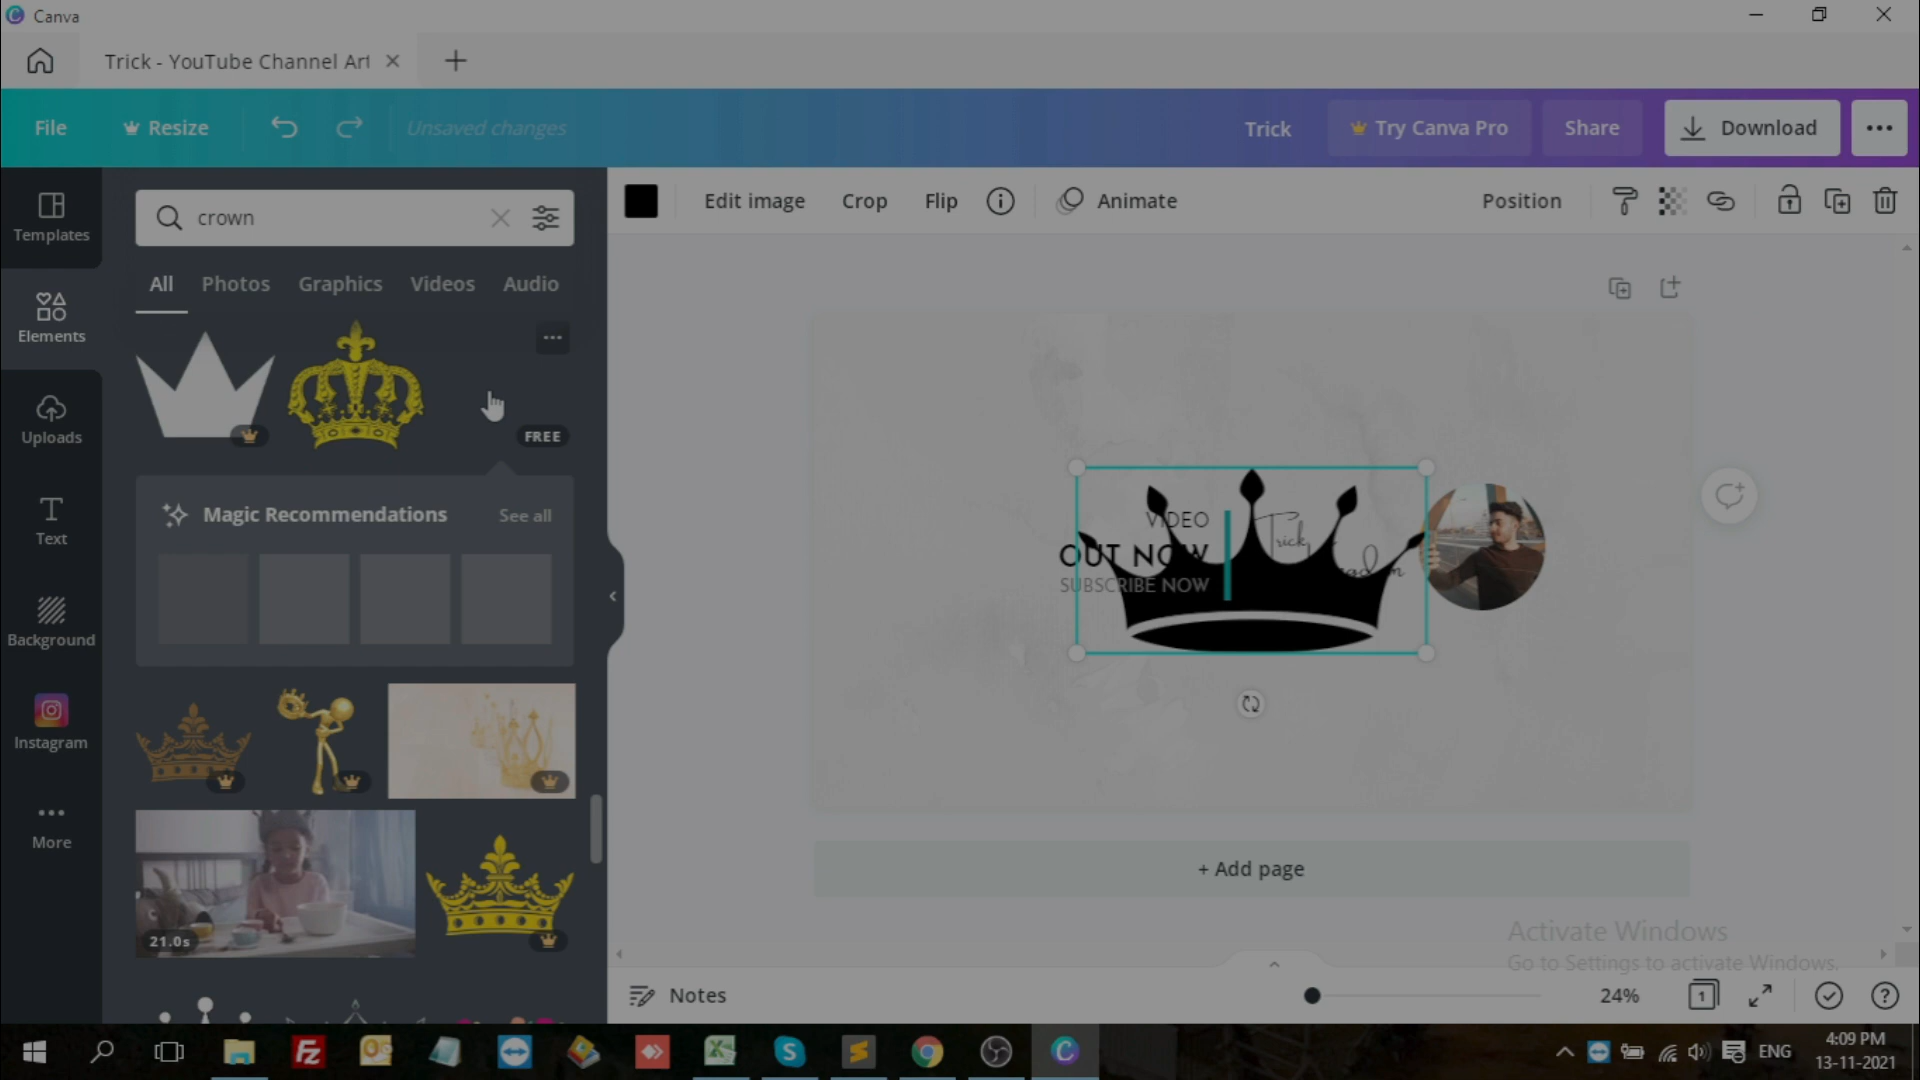 Canva
Trick - YouTube Channel Art
File
Resize
Unsaved changes
Trick
Try Canva Pro
Share
Download
Templates
Elements
Uploads
Text
Background
Instagram
More
crown
All
Photos
Graphics
Videos
Audio
FREE
Magic Recommendations
See all
21.0s
Edit image
Crop
Flip
Animate
Position
VIDEO
OUT NOW
SUBSCRIBE NOW
Trick
+ Add page
Activate Windows
Go to Settings to activate Windows.
Notes
24%
1
ENG
4:09 PM
13-11-2021